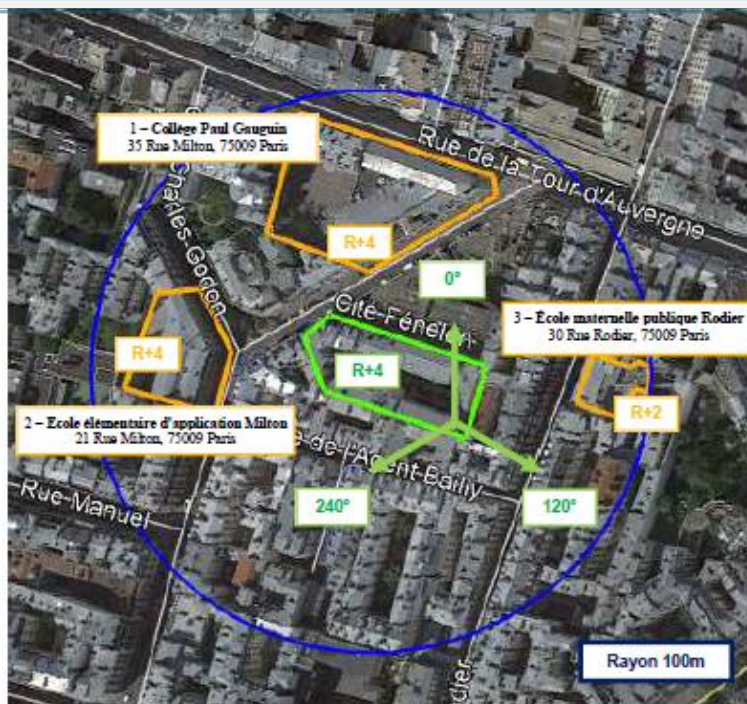 1 – Collège Paul Gauguin
35 Rue Milton, 75009 Paris
Rue de la Tour d'Auvergne
R+4
Charles-Godon
0°
Cité-Fénelon
3 – École maternelle publique Rodier
30 Rue Rodier, 75009 Paris
R+4
R+4
R+2
2 – Ecole élémentaire d'application Milton
21 Rue Milton, 75009 Paris
de-l'Agent-Bailly
Rue-Manuel
240°
120°
Rayon 100m